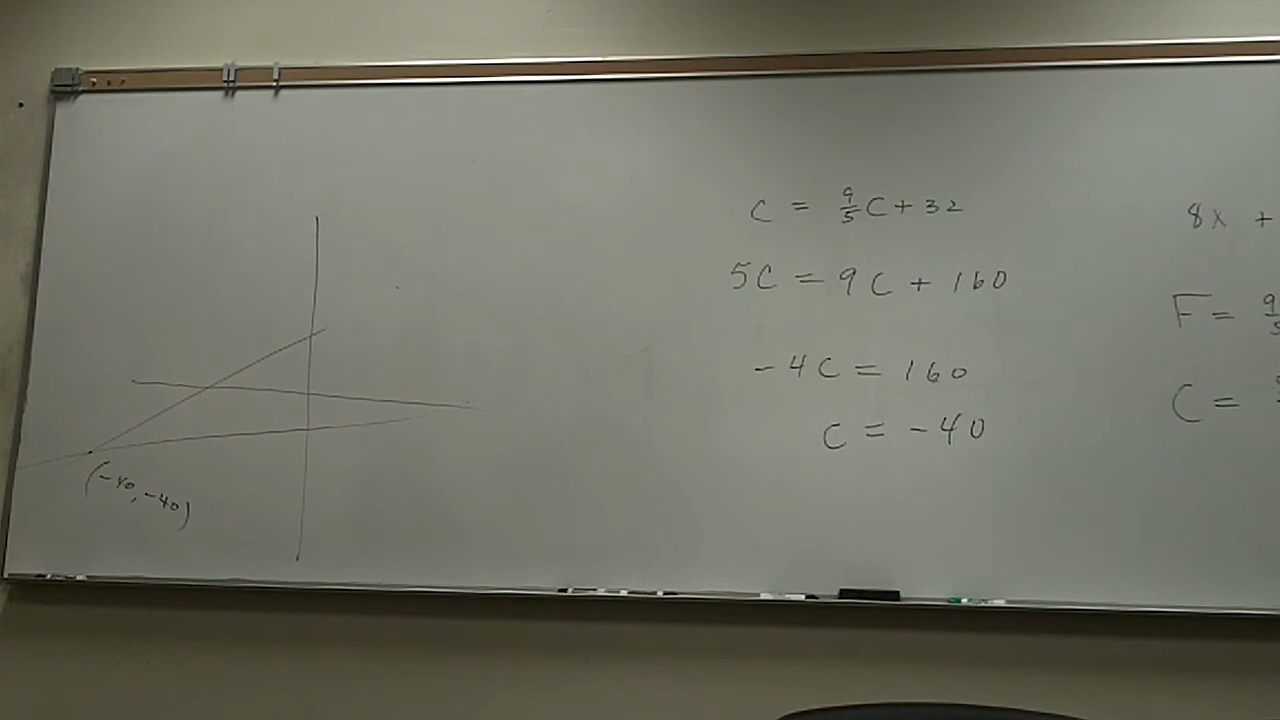 C = 9/5 C + 32
5C = 9C + 160
-4C = 160
C = -40
(-40, -40)
8x +
F = 9/5
C =